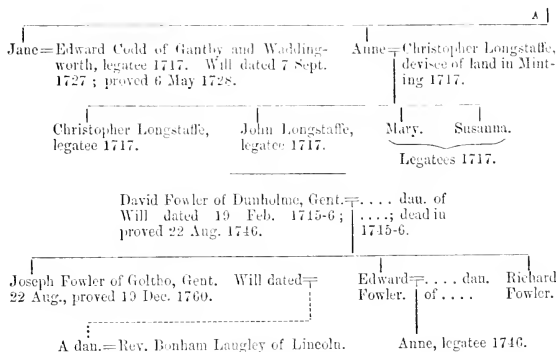 A
Jane=Edward Codd of Gantby and Wadding-
worth, legatee 1717. Will dated 7 Sept.
1727 ; proved 6 May 1728.
Anne=Christopher Longstaffe,
devisee of land in Mint-
ing 1717.
Christopher Longstaffe,
legatee 1717.
John Longstaffe,
legatee 1717.
Mary. Susanna.
Legatees 1717.
David Fowler of Dunholme, Gent.=. . . . dau. of
Will dated 19 Feb. 1745-6 ; . . . .; dead in
proved 22 Aug. 1746. 1745-6.
Joseph Fowler of Goltho, Gent. Will dated=
22 Aug., proved 19 Dec. 1760.
Edward=. . . . dau.
Fowler. of . . . .
Richard
Fowler.
A dau.=Rev. Bonham Langley of Lincoln.
Anne, legatee 1746.